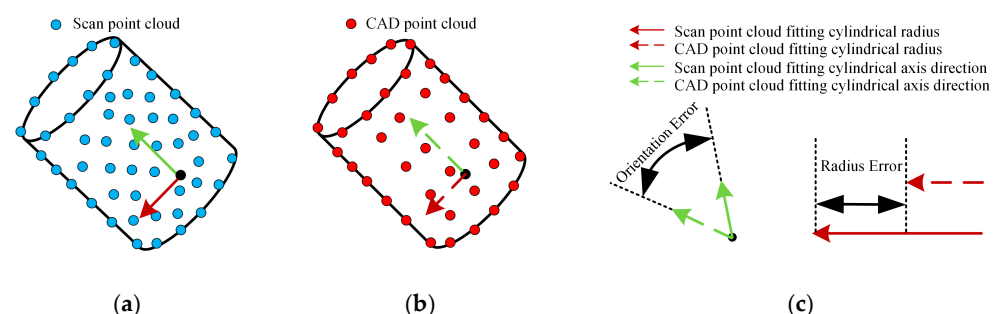 Scan point cloud
CAD point cloud
Scan point cloud fitting cylindrical radius
CAD point cloud fitting cylindrical radius
Scan point cloud fitting cylindrical axis direction
CAD point cloud fitting cylindrical axis direction
Orientation Error
Radius Error
(a)
(b)
(c)